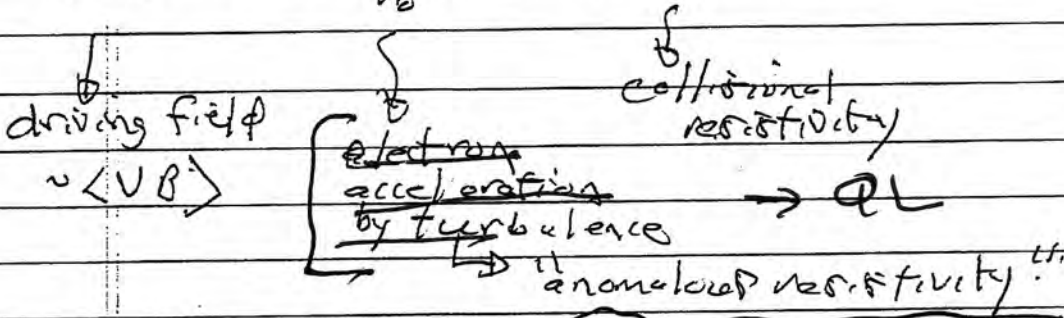 driving field
~ <VB>
electron
acceleration
by turbulence
collisional
resistivity
→ QL
↳ "anomalous resistivity"